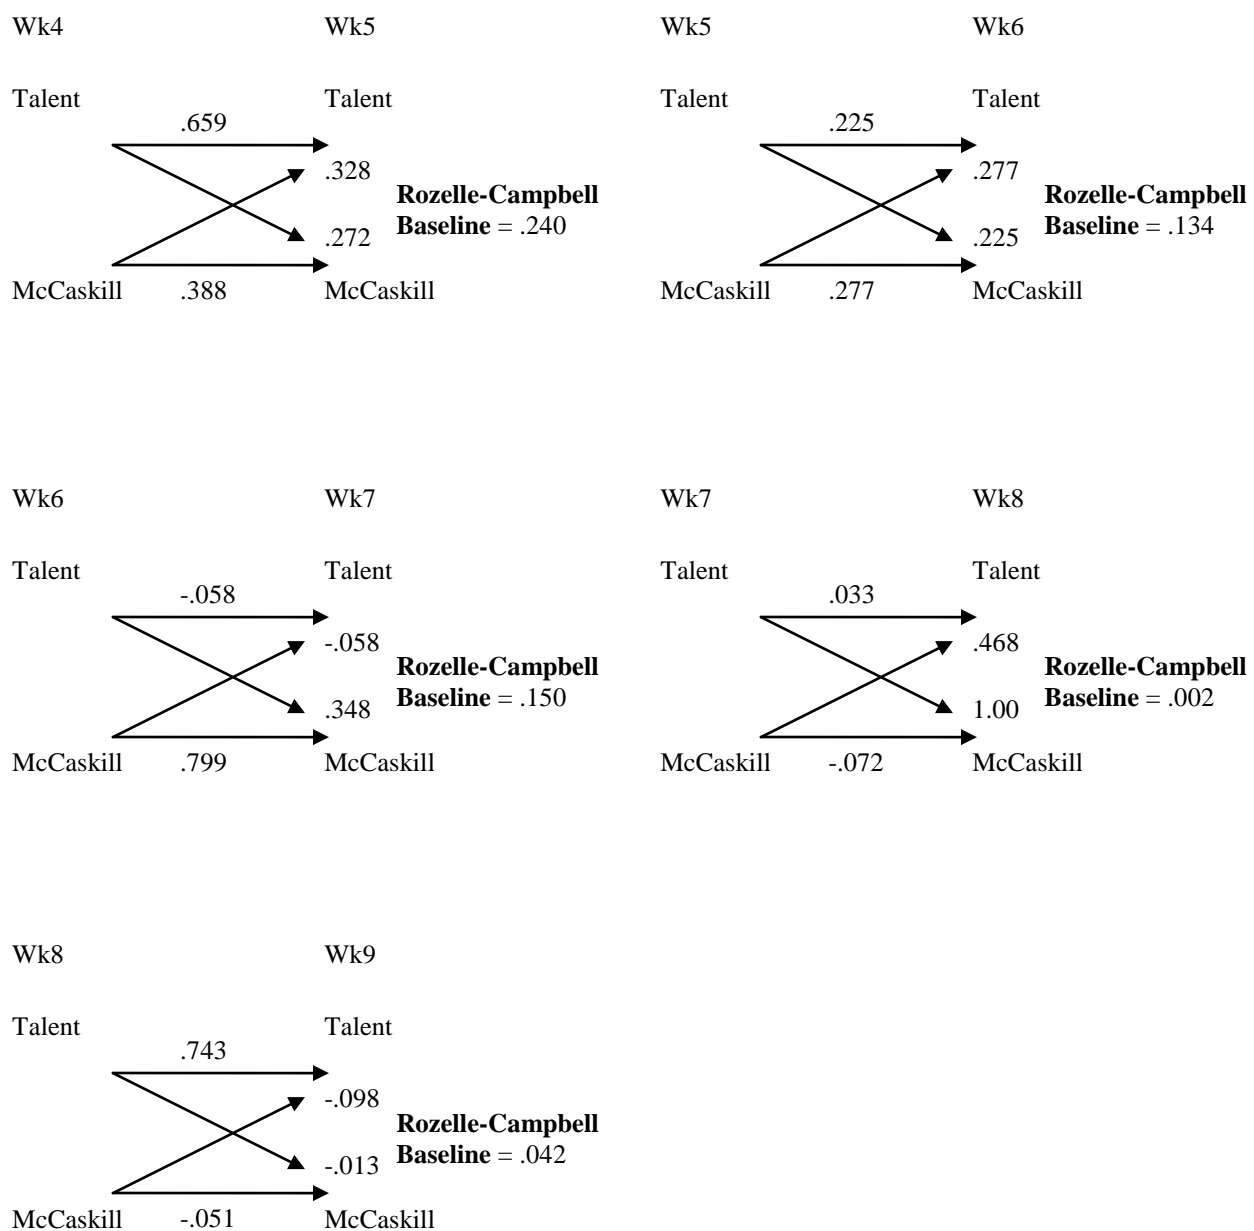 Wk4 Wk5
Talent Talent
.659
.328
Rozelle-Campbell
Baseline = .240
.272
McCaskill .388 McCaskill
Wk5 Wk6
Talent Talent
.225
.277
Rozelle-Campbell
Baseline = .134
.225
McCaskill .277 McCaskill
Wk6 Wk7
Talent Talent
-.058
-.058
Rozelle-Campbell
Baseline = .150
.348
McCaskill .799 McCaskill
Wk7 Wk8
Talent Talent
.033
.468
Rozelle-Campbell
Baseline = .002
1.00
McCaskill -.072 McCaskill
Wk8 Wk9
Talent Talent
.743
-.098
Rozelle-Campbell
Baseline = .042
-.013
McCaskill -.051 McCaskill